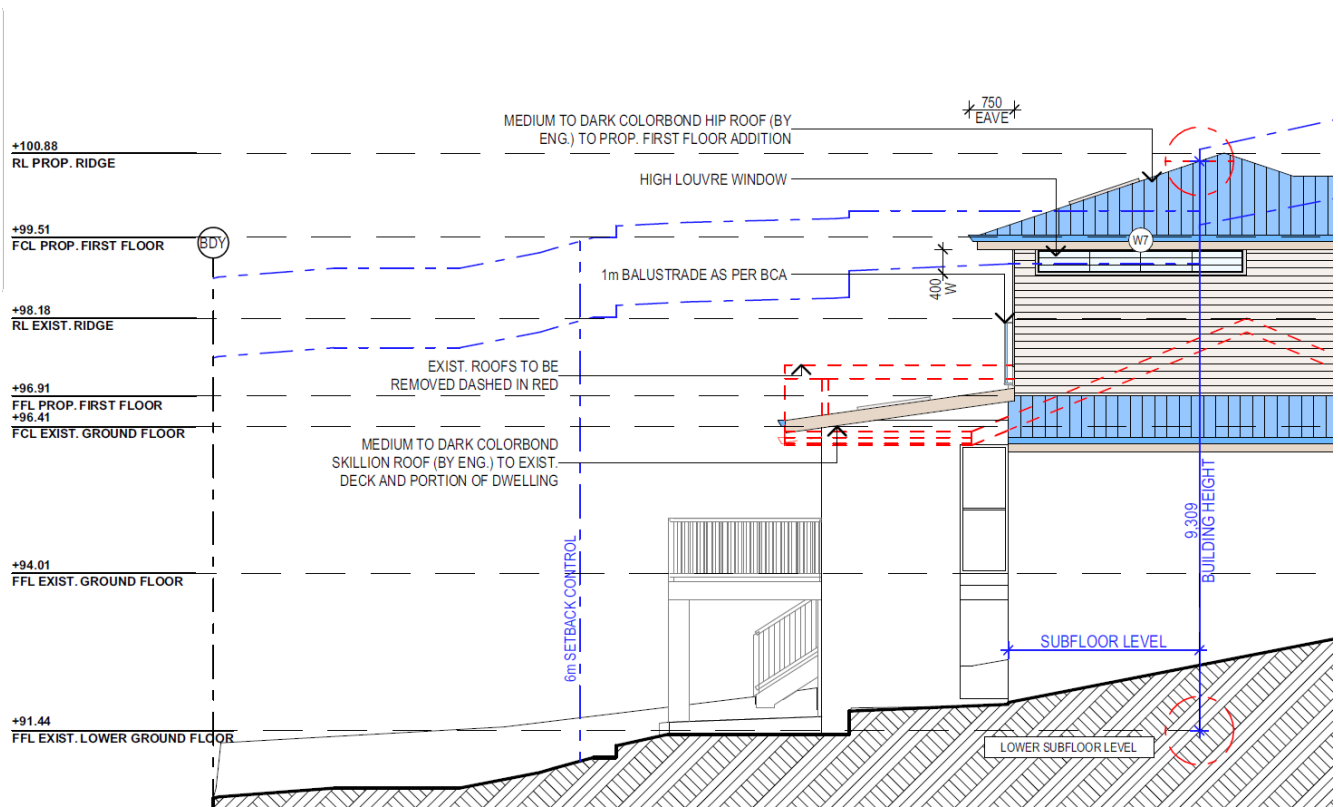 750
EAVE
MEDIUM TO DARK COLORBOND HIP ROOF (BY
ENG.) TO PROP. FIRST FLOOR ADDITION
+100.88
RL PROP. RIDGE
HIGH LOUVRE WINDOW
+99.51
FCL PROP. FIRST FLOOR
BDY
W7
1m BALUSTRADE AS PER BCA
400
W
+98.18
RL EXIST. RIDGE
EXIST. ROOFS TO BE
REMOVED DASHED IN RED
+96.91
FFL PROP. FIRST FLOOR
+96.41
FCL EXIST. GROUND FLOOR
MEDIUM TO DARK COLORBOND
SKILLION ROOF (BY ENG.) TO EXIST.
DECK AND PORTION OF DWELLING
9,309
BUILDING HEIGHT
+94.01
FFL EXIST. GROUND FLOOR
6m SETBACK CONTROL
SUBFLOOR LEVEL
+91.44
FFL EXIST. LOWER GROUND FLOOR
LOWER SUBFLOOR LEVEL